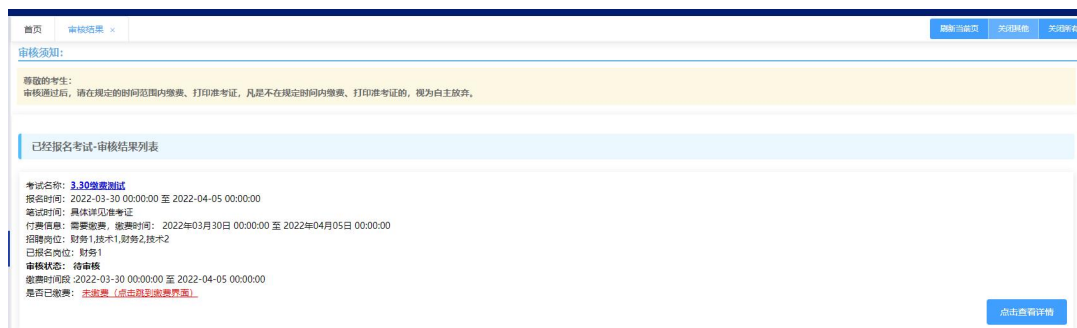 首页 审核结果 × 刷新当前页 关闭其他 关闭所有
审核须知:
尊敬的考生:
审核通过后，请在规定的时间范围内缴费、打印准考证，凡是不在规定时间内缴费、打印准考证的，视为自主放弃。
已经报名考试-审核结果列表
考试名称: 3.30缴费测试
报名时间: 2022-03-30 00:00:00 至 2022-04-05 00:00:00
笔试时间: 具体详见准考证
付费信息: 需要缴费，缴费时间: 2022年03月30日 00:00:00 至 2022年04月05日 00:00:00
招聘岗位: 财务1,技术1,财务2,技术2
已报名岗位: 财务1
审核状态: 待审核
缴费时间段 :2022-03-30 00:00:00 至 2022-04-05 00:00:00
是否已缴费: 未缴费（点击跳到缴费界面）
点击查看详情